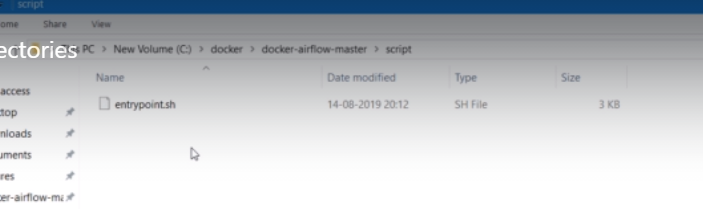 script
ome Share View
ectories
PC > New Volume (C:) > docker > docker-airflow-master > script
Name Date modified Type Size
access
entrypoint.sh 14-08-2019 20:12 SH File 3 KB
top
nloads
uments
res
er-airflow-ma